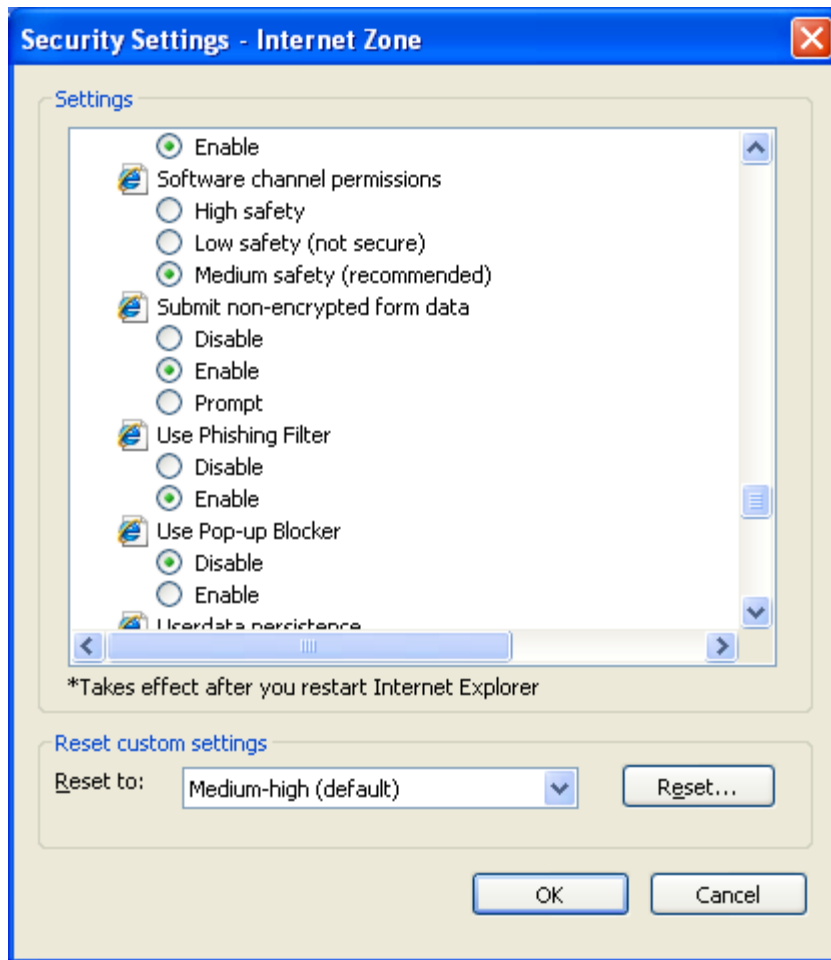 Security Settings - Internet Zone
Settings
Enable
Software channel permissions
High safety
Low safety (not secure)
Medium safety (recommended)
Submit non-encrypted form data
Disable
Enable
Prompt
Use Phishing Filter
Disable
Enable
Use Pop-up Blocker
Disable
Enable
Userdata persistence
*Takes effect after you restart Internet Explorer
Reset custom settings
Reset to: Medium-high (default) Reset...
OK Cancel